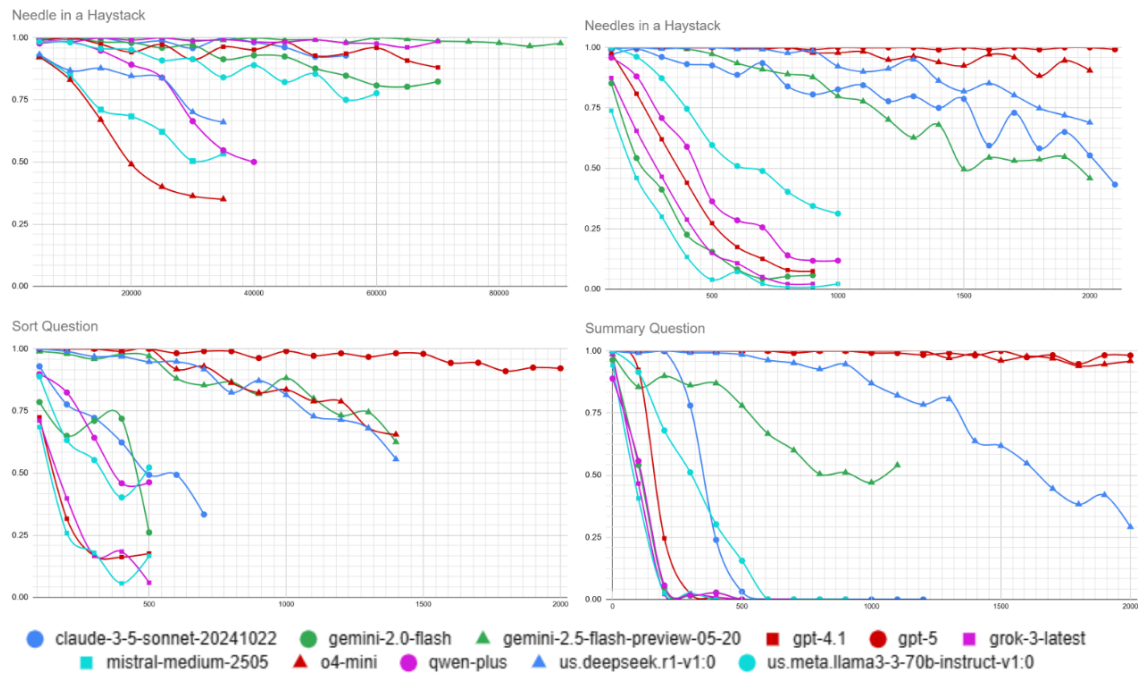 Needle in a Haystack
1.00
0.75
0.50
0.25
0.00
20000 40000 60000 80000
Needles in a Haystack
1.00
0.75
0.50
0.25
0.00
500 1000 1500 2000
Sort Question
1.00
0.75
0.50
0.25
0.00
500 1000 1500 2000
Summary Question
1.00
0.75
0.50
0.25
0.00
0 500 1000 1500 2000
claude-3-5-sonnet-20241022 gemini-2.0-flash gemini-2.5-flash-preview-05-20 gpt-4.1 gpt-5 grok-3-latest
mistral-medium-2505 o4-mini qwen-plus us.deepseek.r1-v1:0 us.meta.llama3-3-70b-instruct-v1:0